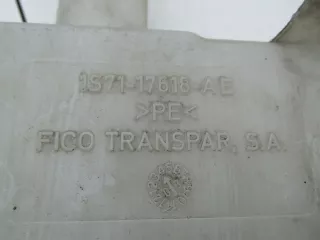 1S71-17618-AE
>PE<
FICO TRANSPAR, S.A.